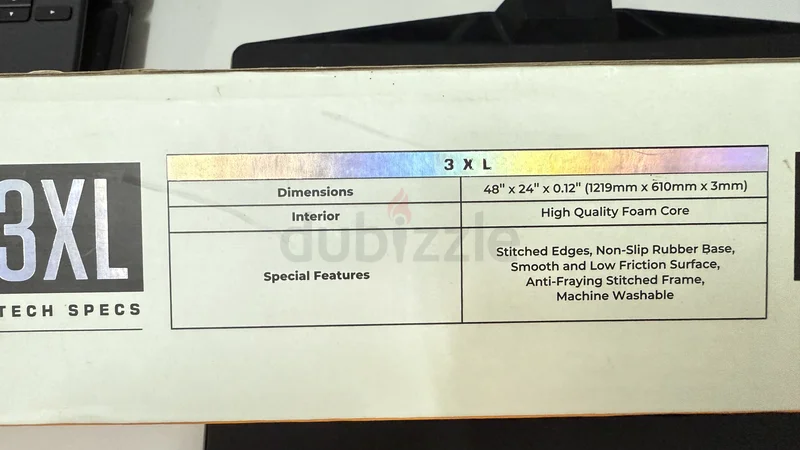 3XL
TECH SPECS
3XL
Dimensions
48" x 24" x 0.12" (1219mm x 610mm x 3mm)
Interior
High Quality Foam Core
Special Features
Stitched Edges, Non-Slip Rubber Base,
Smooth and Low Friction Surface,
Anti-Fraying Stitched Frame,
Machine Washable
dubizzle